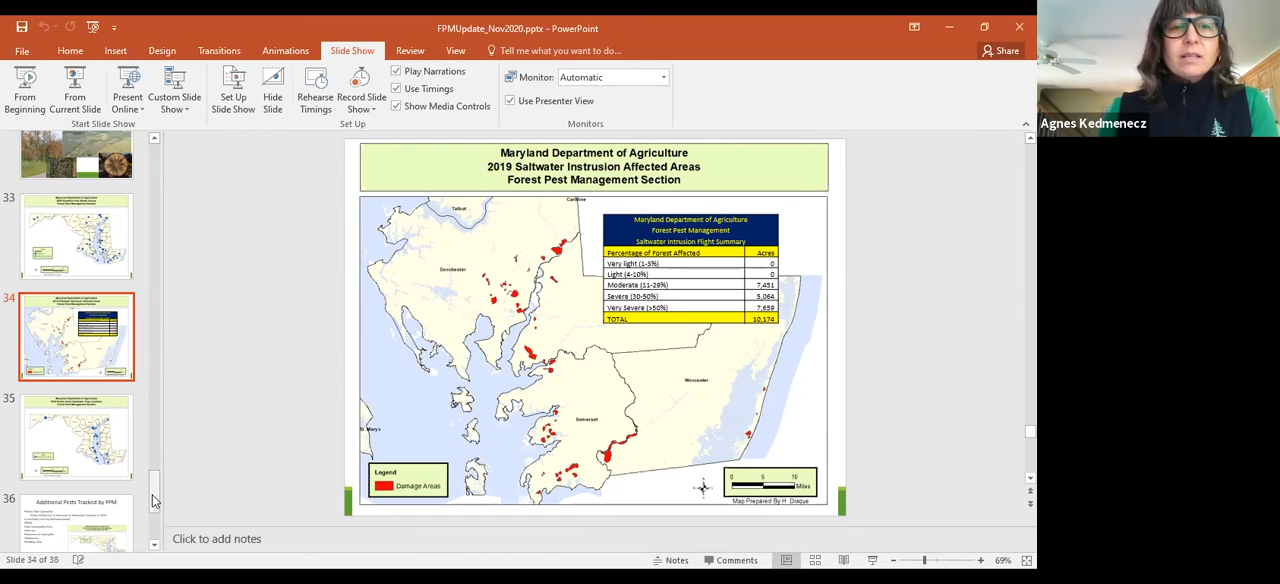 FPMUpdate_Nov2020.pptx - PowerPoint
File Home Insert Design Transitions Animations Slide Show Review View Tell me what you want to do... Share
From Beginning
From Current Slide
Present Online
Custom Slide Show
Start Slide Show
Set Up Slide Show
Hide Slide
Rehearse Timings
Record Slide Show
Play Narrations
Use Timings
Show Media Controls
Set Up
Monitor: Automatic
Use Presenter View
Monitors
Agnes Kedmenecz
33
34
35
36
Additional Pests Tracked by FPM
Maryland Department of Agriculture
2019 Saltwater Intrusion Affected Areas
Forest Pest Management Section
Talbot
Caroline
Dorchester
Maryland Department of Agriculture
Forest Pest Management
Saltwater Intrusion Flight Summary
Percentage of Forest Affected Acres
Very light (1-3%) 0
Light (4-10%) 0
Moderate (11-29%) 7,451
Severe (30-50%) 5,064
Very Severe (>50%) 7,659
TOTAL 10,174
Worcester
Somerset
St. Marys
Legend
Damage Areas
0 5 10
Miles
Map Prepared By H. Disque
Click to add notes
Slide 34 of 38
Notes Comments 69%